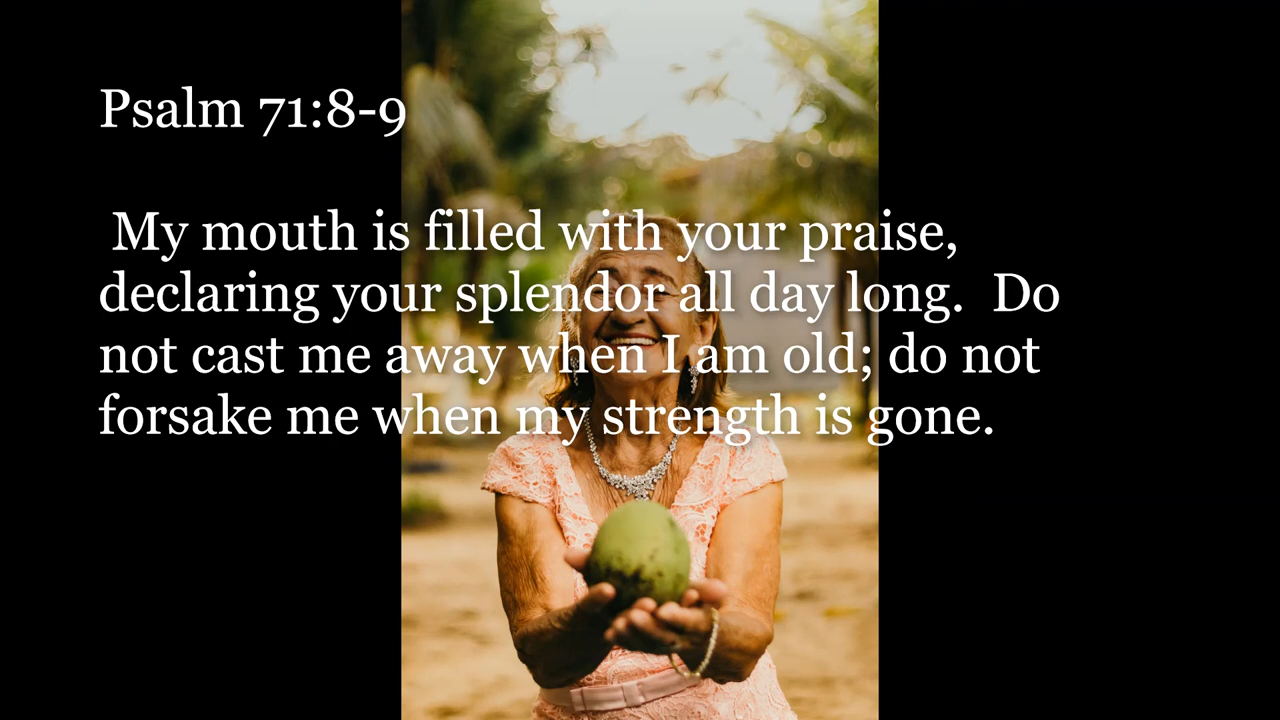 Psalm 71:8-9
My mouth is filled with your praise,
declaring your splendor all day long.  Do
not cast me away when I am old; do not
forsake me when my strength is gone.